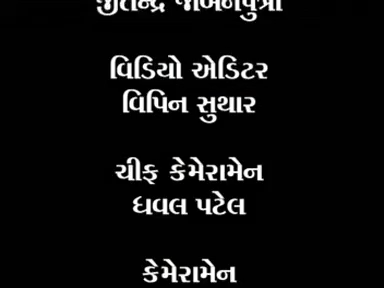 જીતેન્દ્ર
વિડિયો એડિટર
વિપિન સુથાર
ચીફ કેમેરામેન
ધવલ પટેલ
કેમેરામેન